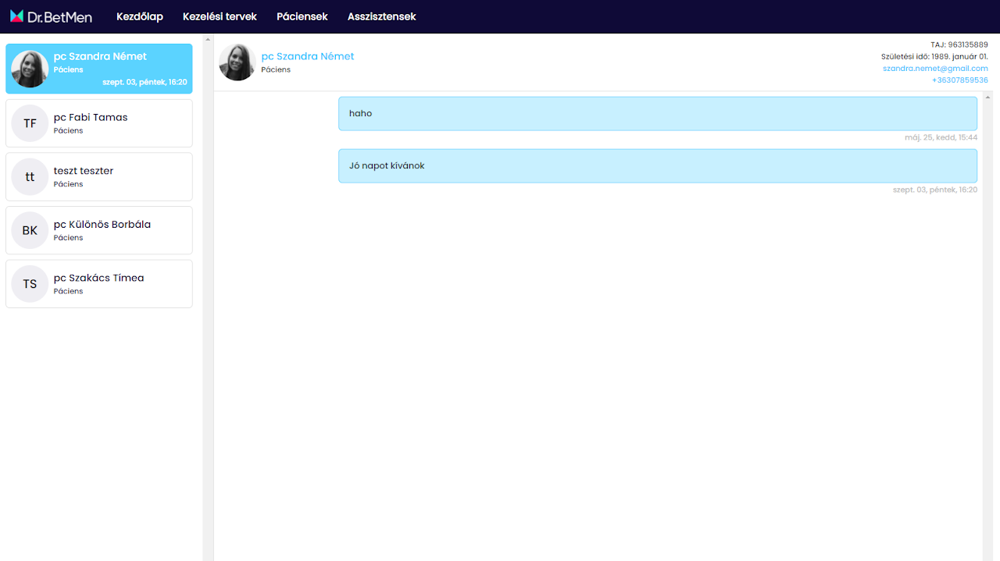 Dr.BetMen Kezdőlap Kezelési tervek Páciensek Asszisztensek
pc Szandra Német
Páciens
szept. 03, péntek, 16:20
TF
pc Fabi Tamas
Páciens
tt
teszt teszter
Páciens
BK
pc Különös Borbála
Páciens
TS
pc Szakács Tímea
Páciens
pc Szandra Német
Páciens
TAJ: 963135889
Születési idő: 1989. január 01.
szandra.nemet@gmail.com
+36307859536
haho
máj. 25, kedd, 15:44
Jó napot kívánok
szept. 03, péntek, 16:20